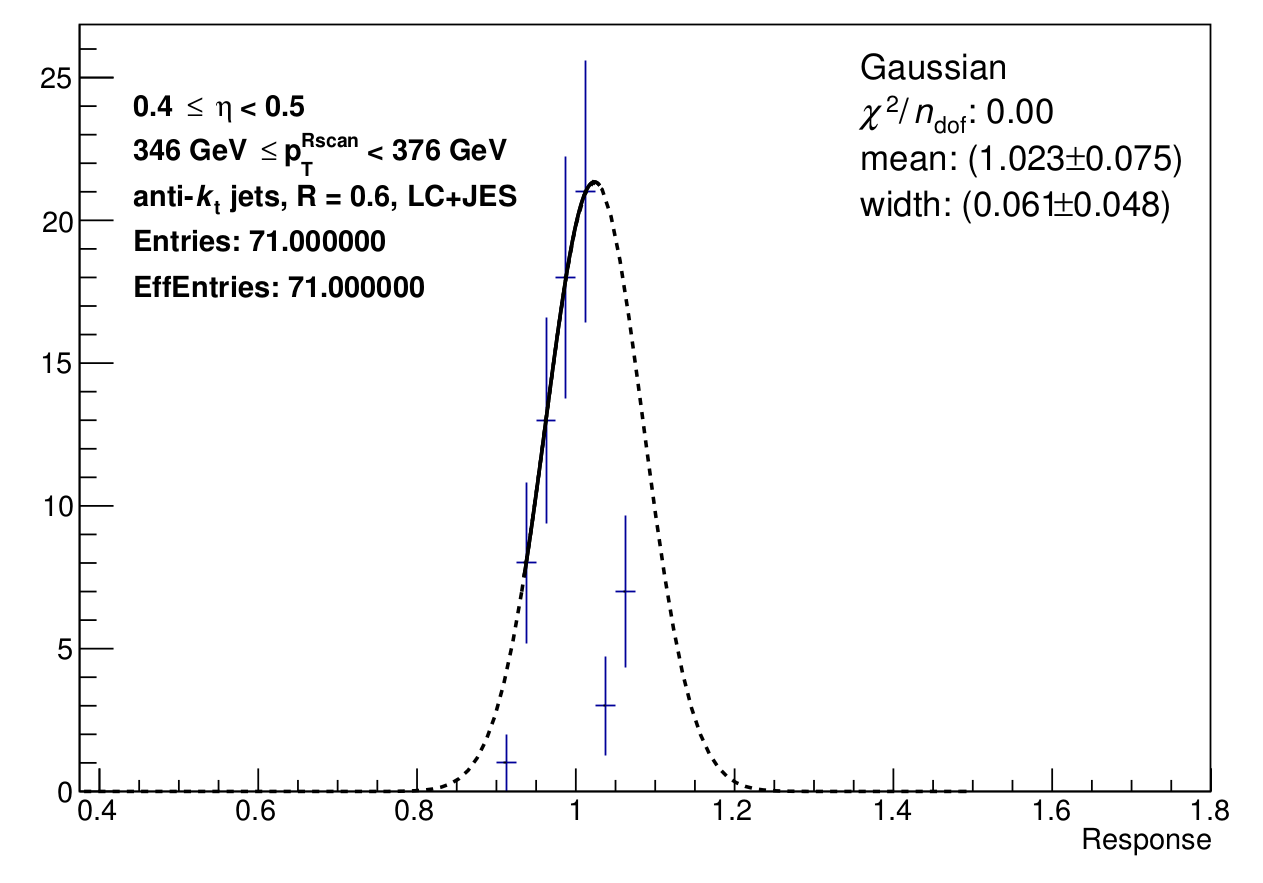 25
20
15
10
5
0
0.4 ≤ η < 0.5
346 GeV ≤ p_T^Rscan < 376 GeV
anti-k_t jets, R = 0.6, LC+JES
Entries: 71.000000
EffEntries: 71.000000
Gaussian
χ²/n_dof: 0.00
mean: (1.023±0.075)
width: (0.061±0.048)
0.4 0.6 0.8 1 1.2 1.4 1.6 1.8
Response